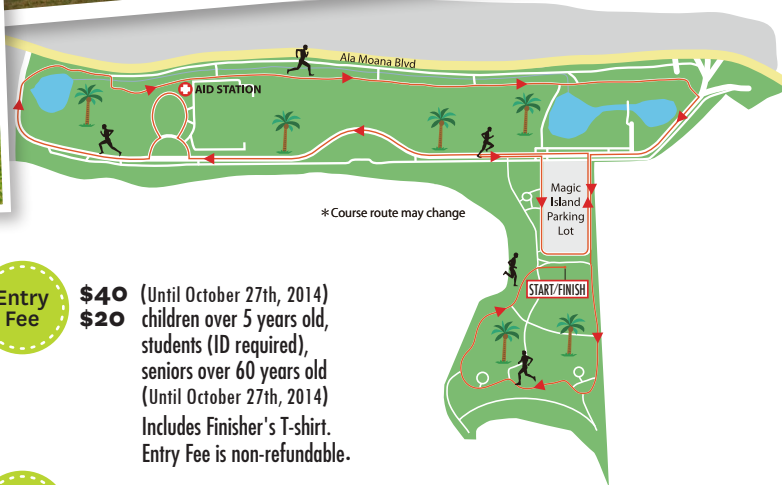 Ala Moana Blvd
AID STATION
Magic
Island
Parking
Lot
*Course route may change
START/FINISH
Entry
Fee
$40 (Until October 27th, 2014)
$20 children over 5 years old,
students (ID required),
seniors over 60 years old
(Until October 27th, 2014)
Includes Finisher's T-shirt.
Entry Fee is non-refundable.